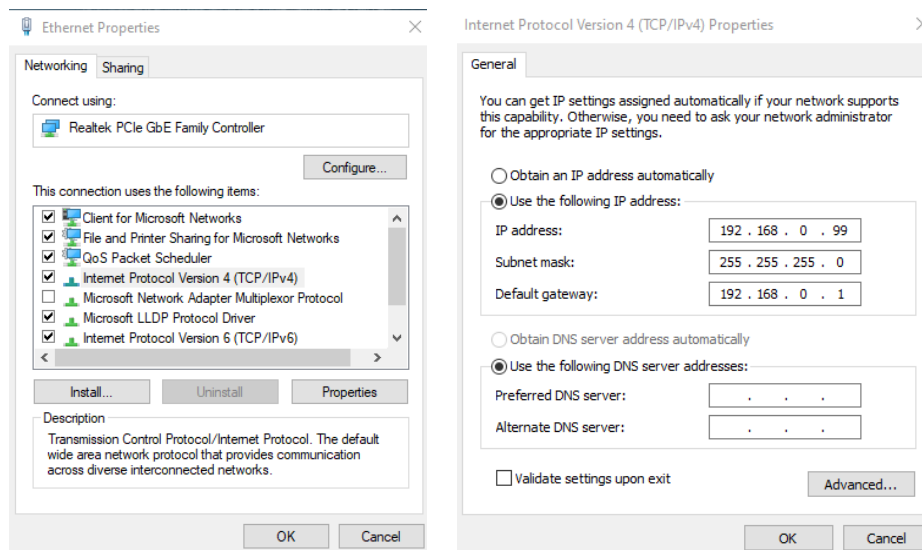 Ethernet Properties
Networking Sharing
Connect using:
Realtek PCIe GbE Family Controller
Configure...
This connection uses the following items:
Client for Microsoft Networks
File and Printer Sharing for Microsoft Networks
QoS Packet Scheduler
Internet Protocol Version 4 (TCP/IPv4)
Microsoft Network Adapter Multiplexor Protocol
Microsoft LLDP Protocol Driver
Internet Protocol Version 6 (TCP/IPv6)
Install... Uninstall Properties
Description
Transmission Control Protocol/Internet Protocol. The default
wide area network protocol that provides communication
across diverse interconnected networks.
OK Cancel
Internet Protocol Version 4 (TCP/IPv4) Properties
General
You can get IP settings assigned automatically if your network supports
this capability. Otherwise, you need to ask your network administrator
for the appropriate IP settings.
Obtain an IP address automatically
Use the following IP address:
IP address: 192 . 168 . 0 . 99
Subnet mask: 255 . 255 . 255 . 0
Default gateway: 192 . 168 . 0 . 1
Obtain DNS server address automatically
Use the following DNS server addresses:
Preferred DNS server: . . .
Alternate DNS server: . . .
Validate settings upon exit
Advanced...
OK Cancel